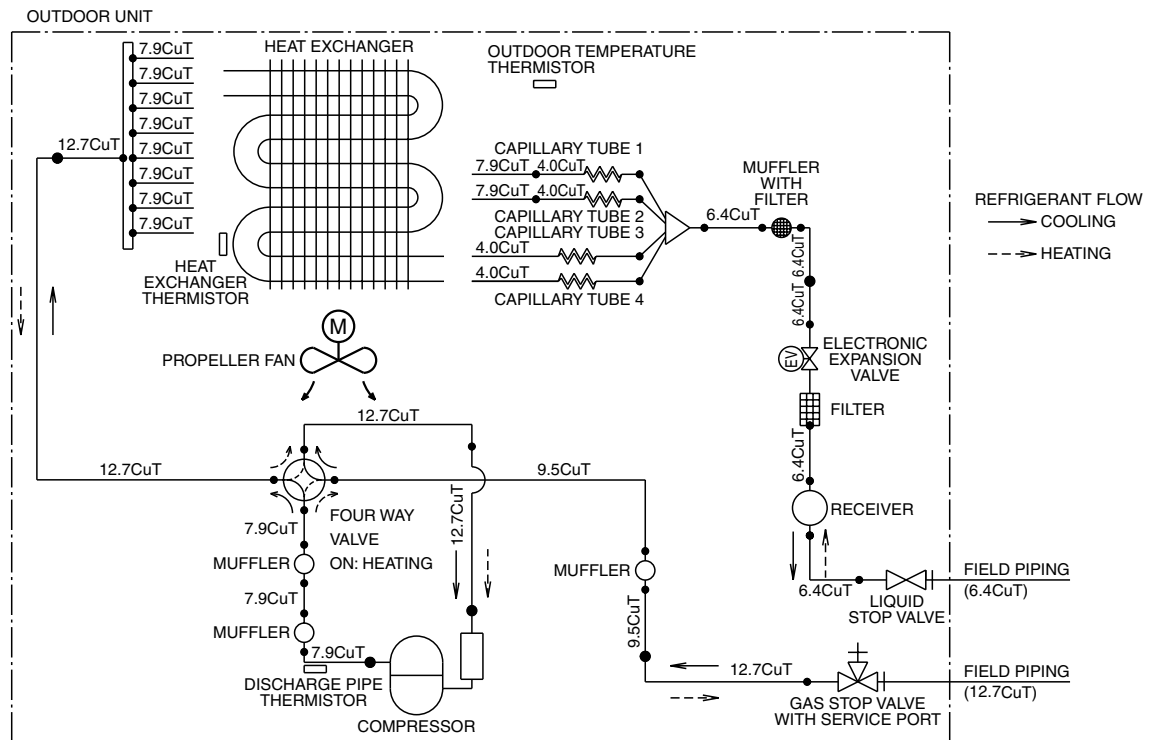 OUTDOOR UNIT
7.9CuT
7.9CuT
7.9CuT
7.9CuT
7.9CuT
7.9CuT
7.9CuT
7.9CuT
12.7CuT
HEAT EXCHANGER
OUTDOOR TEMPERATURE
THERMISTOR
HEAT
EXCHANGER
THERMISTOR
CAPILLARY TUBE 1
7.9CuT
4.0CuT
7.9CuT
4.0CuT
CAPILLARY TUBE 2
CAPILLARY TUBE 3
4.0CuT
4.0CuT
CAPILLARY TUBE 4
6.4CuT
MUFFLER
WITH
FILTER
6.4CuT
6.4CuT
REFRIGERANT FLOW
COOLING
HEATING
M
PROPELLER FAN
EV
ELECTRONIC
EXPANSION
VALVE
FILTER
6.4CuT
RECEIVER
12.7CuT
12.7CuT
9.5CuT
12.7CuT
7.9CuT
FOUR WAY
VALVE
ON: HEATING
MUFFLER
7.9CuT
MUFFLER
7.9CuT
DISCHARGE PIPE
THERMISTOR
COMPRESSOR
MUFFLER
9.5CuT
6.4CuT
LIQUID
STOP VALVE
FIELD PIPING
(6.4CuT)
12.7CuT
GAS STOP VALVE
WITH SERVICE PORT
FIELD PIPING
(12.7CuT)